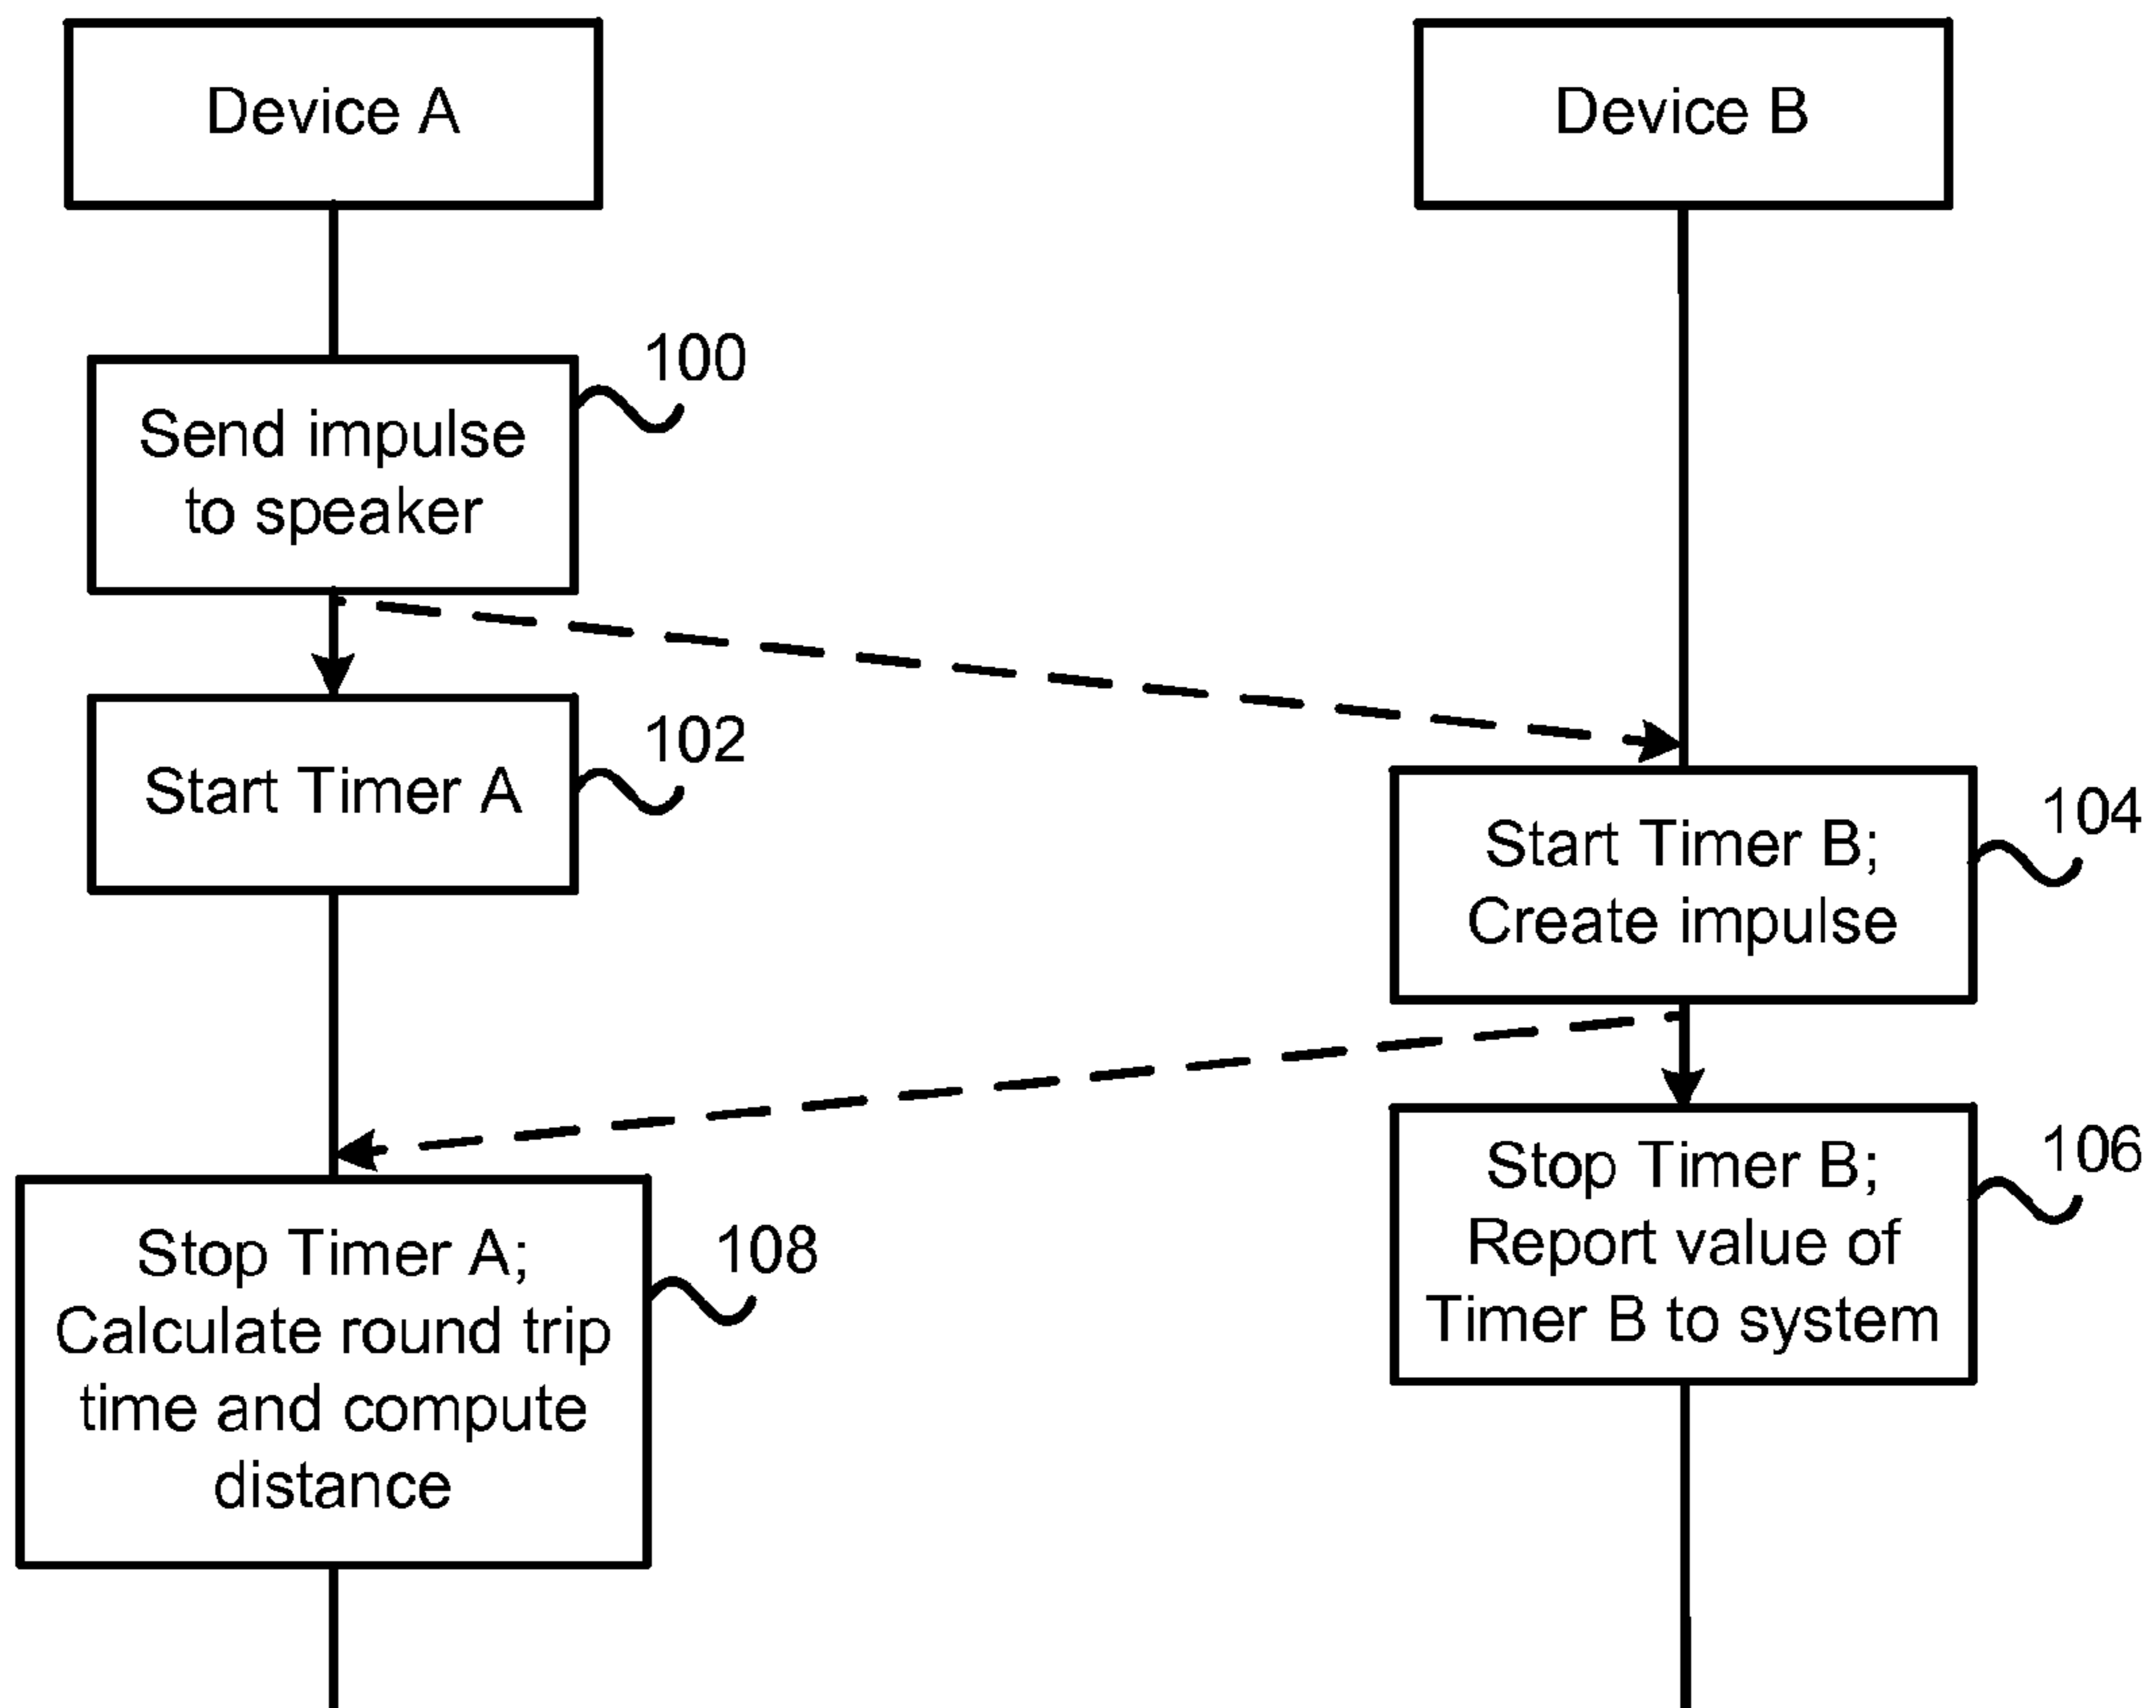 Device A
Device B
100
Send impulse
to speaker
102
Start Timer A
104
Start Timer B;
Create impulse
106
Stop Timer B;
Report value of
Timer B to system
108
Stop Timer A;
Calculate round trip
time and compute
distance